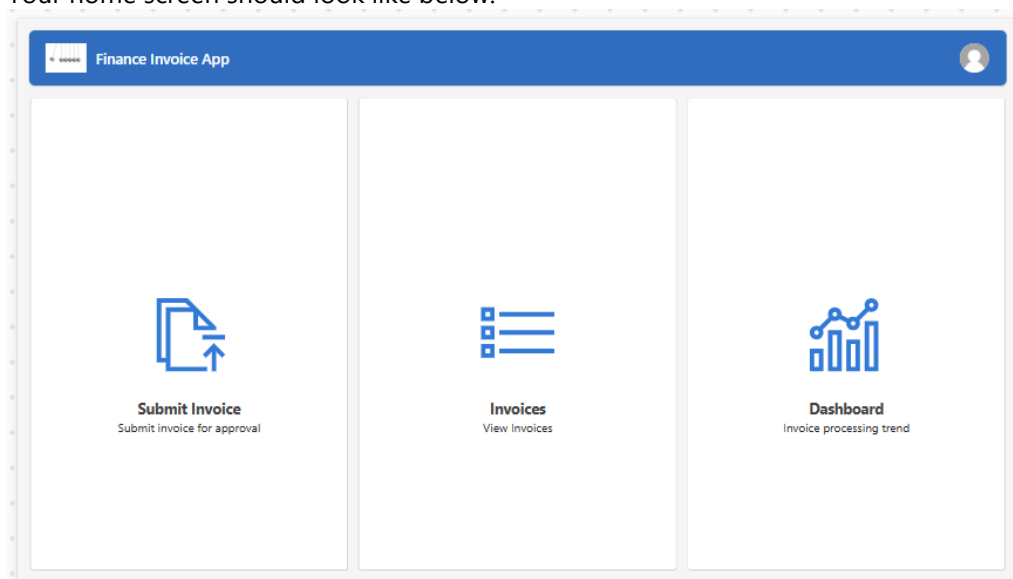 Your home screen should look like below.
Finance Invoice App
Submit Invoice
Submit invoice for approval
Invoices
View Invoices
Dashboard
Invoice processing trend